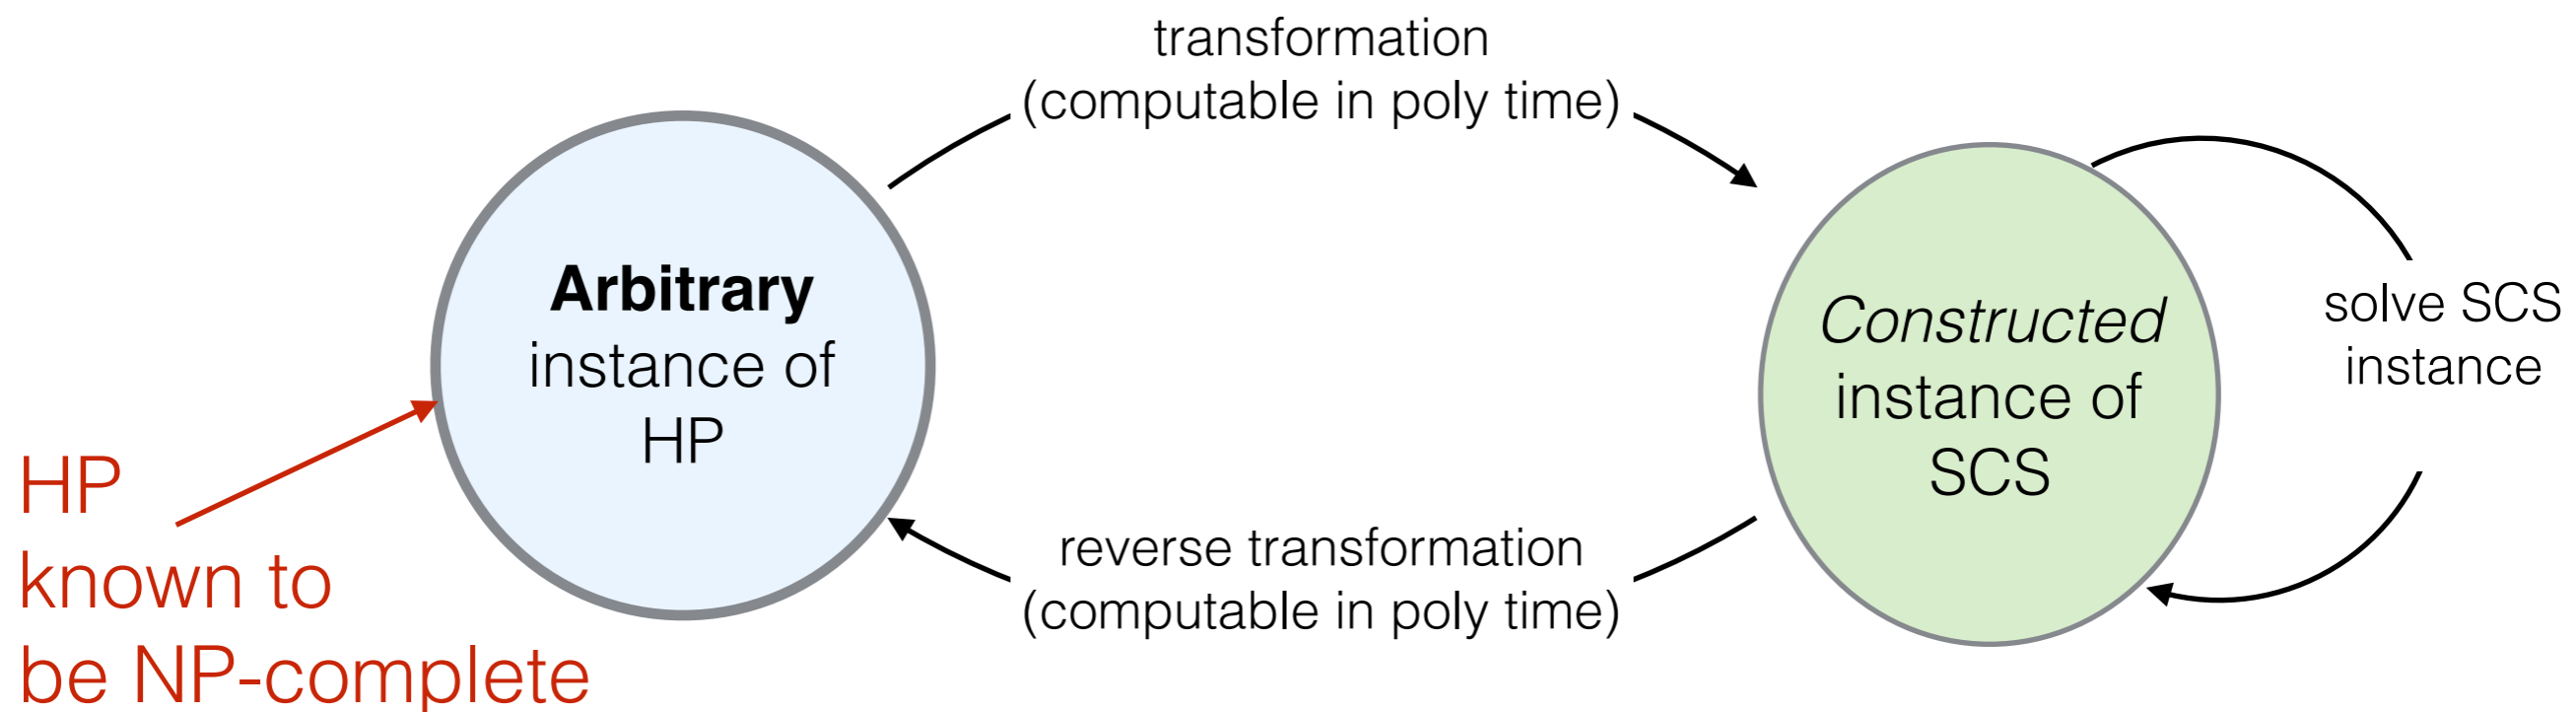 transformation
(computable in poly time)
Arbitrary
instance of
HP
Constructed
instance of
SCS
solve SCS
instance
HP
known to
be NP-complete
reverse transformation
(computable in poly time)